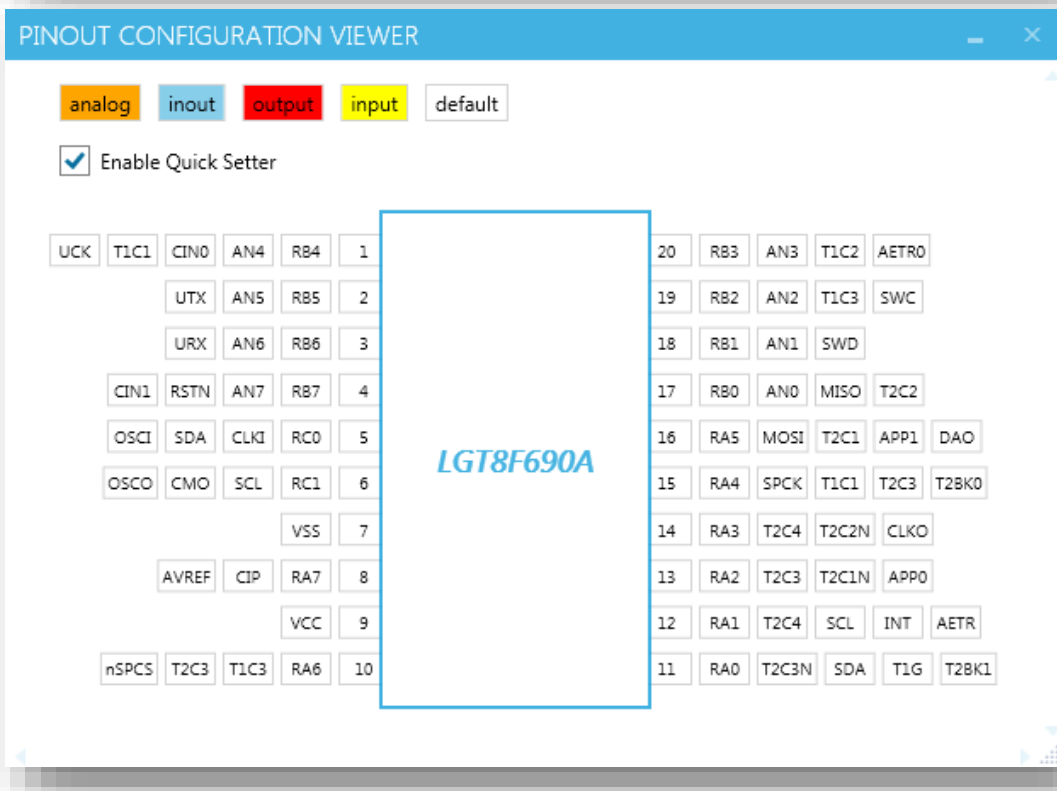 PINOUT CONFIGURATION VIEWER
analog inout output input default
Enable Quick Setter
UCK T1C1 CIN0 AN4 RB4 1 20 RB3 AN3 T1C2 AETR0
UTX AN5 RB5 2 19 RB2 AN2 T1C3 SWC
URX AN6 RB6 3 18 RB1 AN1 SWD
CIN1 RSTN AN7 RB7 4 17 RB0 AN0 MISO T2C2
OSCI SDA CLKI RC0 5 16 RA5 MOSI T2C1 APP1 DAO
LGT8F690A
OSCO CMO SCL RC1 6 15 RA4 SPCK T1C1 T2C3 T2BK0
VSS 7 14 RA3 T2C4 T2C2N CLKO
AVREF CIP RA7 8 13 RA2 T2C3 T2C1N APP0
VCC 9 12 RA1 T2C4 SCL INT AETR
nSPCS T2C3 T1C3 RA6 10 11 RA0 T2C3N SDA T1G T2BK1